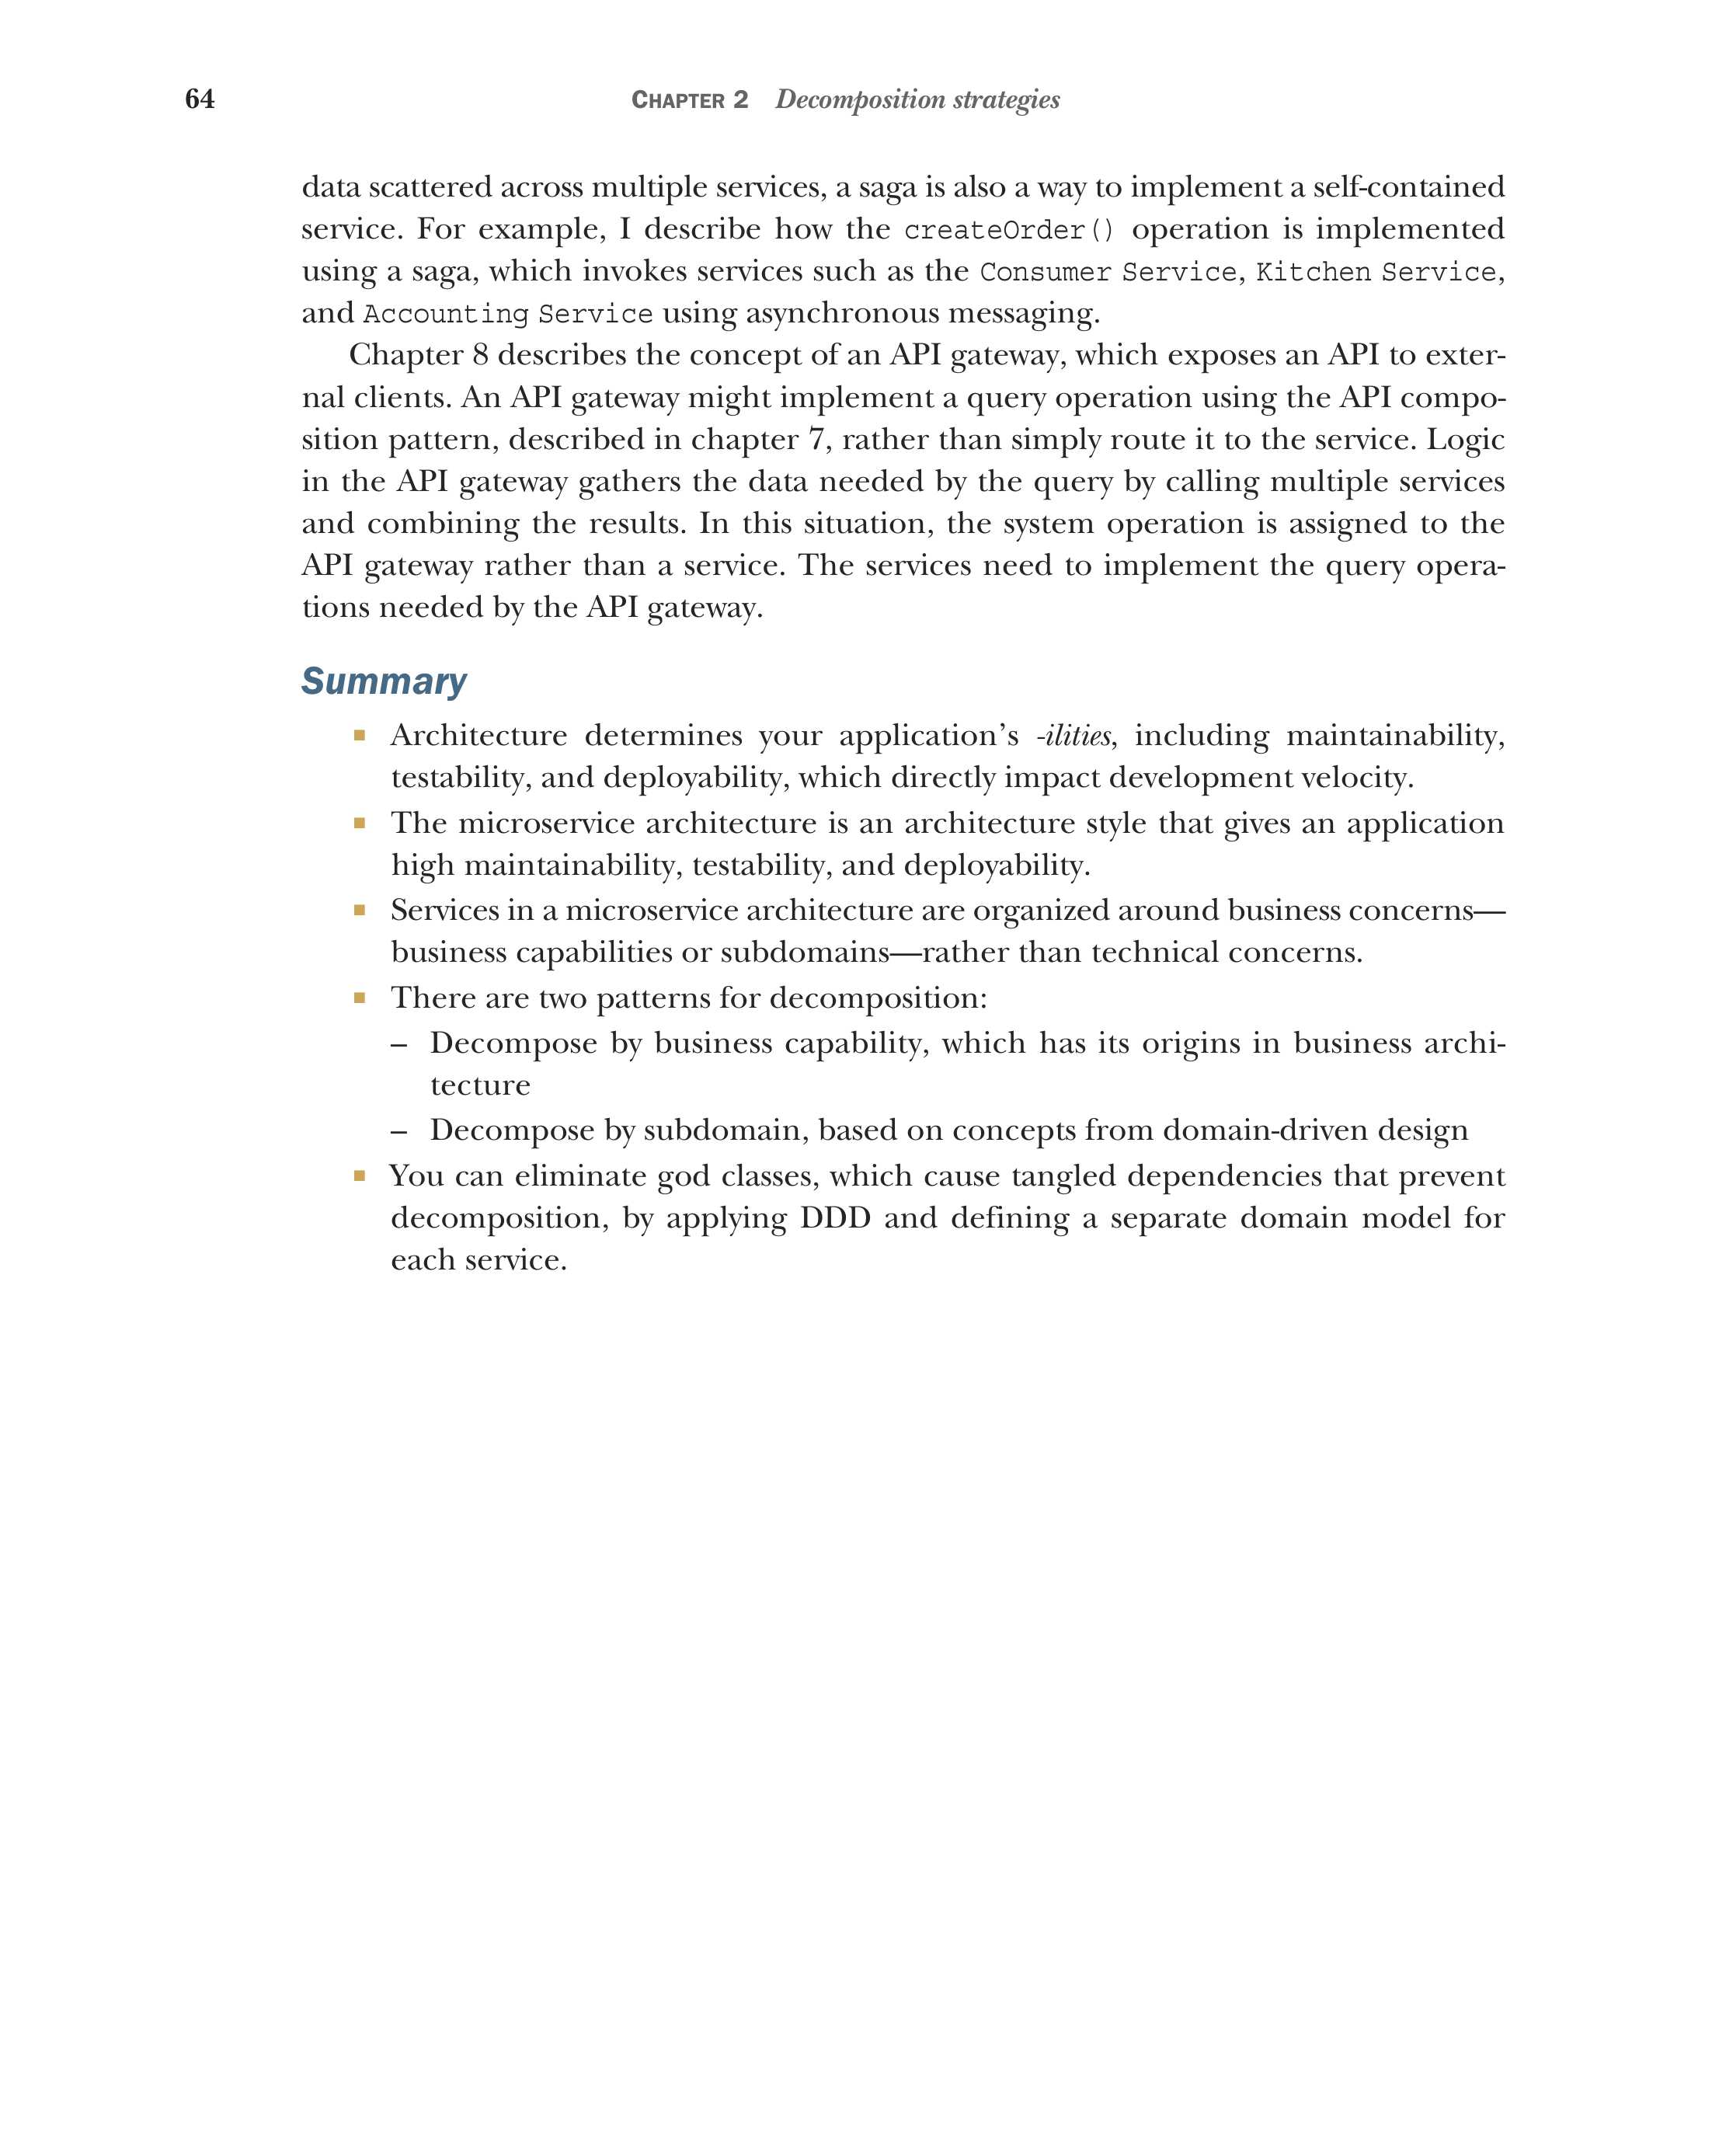 64 CHAPTER 2 Decomposition strategies
data scattered across multiple services, a saga is also a way to implement a self-contained
service. For example, I describe how the createOrder() operation is implemented
using a saga, which invokes services such as the Consumer Service, Kitchen Service,
and Accounting Service using asynchronous messaging.
Chapter 8 describes the concept of an API gateway, which exposes an API to exter-
nal clients. An API gateway might implement a query operation using the API compo-
sition pattern, described in chapter 7, rather than simply route it to the service. Logic
in the API gateway gathers the data needed by the query by calling multiple services
and combining the results. In this situation, the system operation is assigned to the
API gateway rather than a service. The services need to implement the query opera-
tions needed by the API gateway.
Summary
■ Architecture determines your application’s -ilities, including maintainability,
testability, and deployability, which directly impact development velocity.
■ The microservice architecture is an architecture style that gives an application
high maintainability, testability, and deployability.
■ Services in a microservice architecture are organized around business concerns—
business capabilities or subdomains—rather than technical concerns.
■ There are two patterns for decomposition:
– Decompose by business capability, which has its origins in business archi-
tecture
– Decompose by subdomain, based on concepts from domain-driven design
■ You can eliminate god classes, which cause tangled dependencies that prevent
decomposition, by applying DDD and defining a separate domain model for
each service.